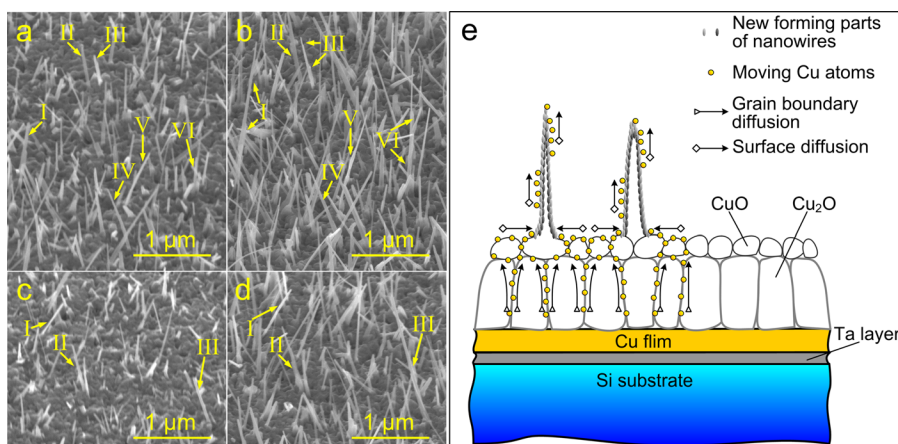 a
II
III
I
V
VI
IV
1 µm
b
II
III
I
V
VI
IV
1 µm
c
I
II
III
1 µm
d
I
II
III
1 µm
e
New forming parts
of nanowires
Moving Cu atoms
Grain boundary
diffusion
Surface diffusion
CuO
Cu₂O
Ta layer
Cu flim
Si substrate